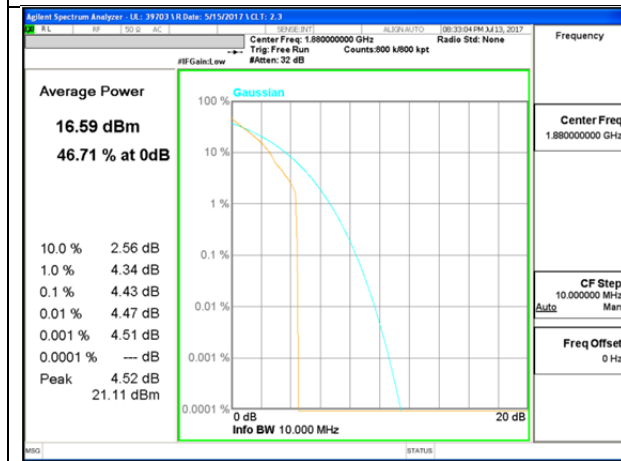 Agilent Spectrum Analyzer - UL: 39703 \ R Date: 5/15/2017 \ CLT: 2.3
RL RF 50 Ω AC SENSE:INT ALIGN AUTO 08:33:04 PM Jul 13, 2017
Center Freq: 1.880000000 GHz Radio Std: None
Trig: Free Run Counts:800 k/800 kpt
#IFGain:Low #Atten: 32 dB
Frequency
Average Power
16.59 dBm
46.71 % at 0dB
10.0 % 2.56 dB
1.0 % 4.34 dB
0.1 % 4.43 dB
0.01 % 4.47 dB
0.001 % 4.51 dB
0.0001 % --- dB
Peak 4.52 dB
21.11 dBm
Gaussian
100 %
10 %
1 %
0.1 %
0.01 %
0.001 %
0.0001 %
0 dB 20 dB
Info BW 10.000 MHz
Center Freq
1.880000000 GHz
CF Step
10.000000 MHz
Auto Man
Freq Offset
0 Hz
MSG STATUS